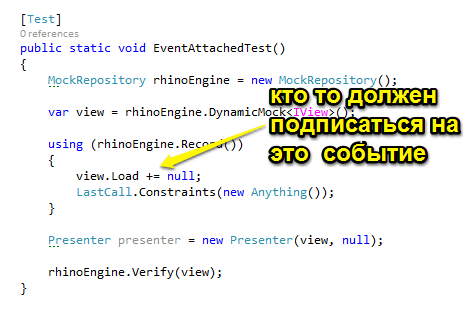 [Test]
0 references
public static void EventAttachedTest()
{
MockRepository rhinoEngine = new MockRepository();
var view = rhinoEngine.DynamicMock<IView>();
using (rhinoEngine.Record())
{
view.Load += null;
LastCall.Constraints(new Anything());
}
Presenter presenter = new Presenter(view, null);
rhinoEngine.Verify(view);
}
кто то должен
подписаться на
это событие